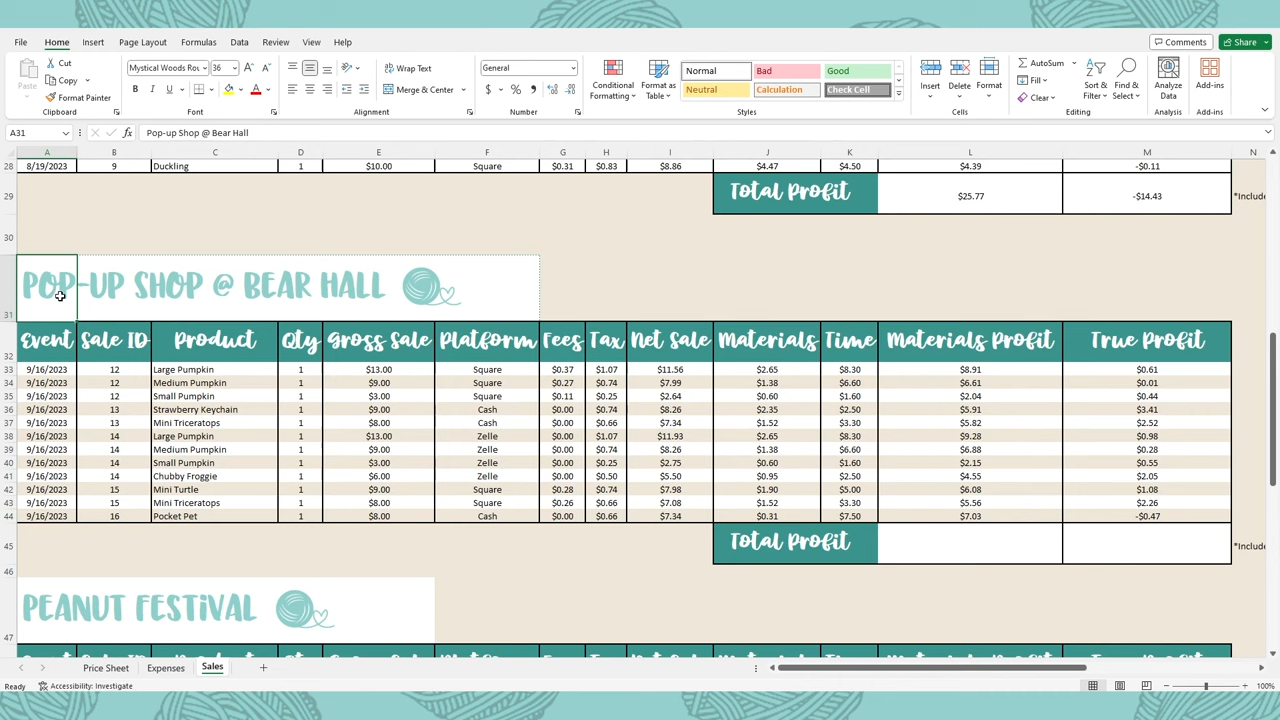 File Home Insert Page Layout Formulas Data Review View Help Comments Share
Cut
Copy
Format Painter
Paste
Clipboard
Mystical Woods Rou 36
B I U
Font
Wrap Text
Merge & Center
Alignment
General
$ % 9
Number
Conditional Formatting
Format as Table
Normal Bad Good
Neutral Calculation Check Cell
Styles
Insert Delete Format
Cells
AutoSum
Fill
Clear
Sort & Filter
Find & Select
Editing
Analyze Data
Analysis
Add-ins
Add-ins
A31 fx Pop-up Shop @ Bear Hall
A B C D E F G H I J K L M N
28 8/19/2023 9 Duckling 1 $10.00 Square $0.31 $0.83 $8.86 $4.47 $4.50 $4.39 -$0.11
29 Total Profit $25.77 -$14.43 *Include
30
31 POP-UP SHOP @ BEAR HALL
32 Event Sale ID Product Qty Gross Sale Platform Fees Tax Net Sale Materials Time Materials Profit True Profit
33 9/16/2023 12 Large Pumpkin 1 $13.00 Square $0.37 $1.07 $11.56 $2.65 $8.30 $8.91 $0.61
34 9/16/2023 12 Medium Pumpkin 1 $9.00 Square $0.27 $0.74 $7.99 $1.38 $6.60 $6.61 $0.01
35 9/16/2023 12 Small Pumpkin 1 $3.00 Square $0.11 $0.25 $2.64 $0.60 $1.60 $2.04 $0.44
36 9/16/2023 13 Strawberry Keychain 1 $9.00 Cash $0.00 $0.74 $8.26 $2.35 $2.50 $5.91 $3.41
37 9/16/2023 13 Mini Triceratops 1 $8.00 Cash $0.00 $0.66 $7.34 $1.52 $3.30 $5.82 $2.52
38 9/16/2023 14 Large Pumpkin 1 $13.00 Zelle $0.00 $1.07 $11.93 $2.65 $8.30 $9.28 $0.98
39 9/16/2023 14 Medium Pumpkin 1 $9.00 Zelle $0.00 $0.74 $8.26 $1.38 $6.60 $6.88 $0.28
40 9/16/2023 14 Small Pumpkin 1 $3.00 Zelle $0.00 $0.25 $2.75 $0.60 $1.60 $2.15 $0.55
41 9/16/2023 14 Chubby Froggie 1 $6.00 Zelle $0.00 $0.50 $5.50 $0.95 $2.50 $4.55 $2.05
42 9/16/2023 15 Mini Turtle 1 $9.00 Square $0.28 $0.74 $7.98 $1.90 $5.00 $6.08 $1.08
43 9/16/2023 15 Mini Triceratops 1 $8.00 Square $0.26 $0.66 $7.08 $1.52 $3.30 $5.56 $2.26
44 9/16/2023 16 Pocket Pet 1 $8.00 Cash $0.00 $0.66 $7.34 $0.31 $7.50 $7.03 -$0.47
45 Total Profit *Include
46
47 PEANUT FESTIVAL
Price Sheet Expenses Sales
Ready Accessibility: Investigate 100%